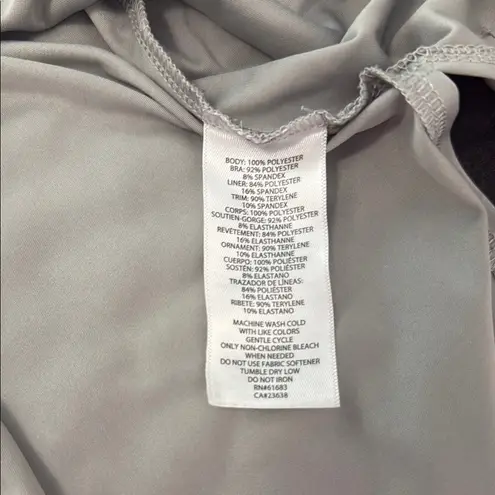 BODY: 100% POLYESTER
BRA: 92% POLYESTER
8% SPANDEX
LINER: 84% POLYESTER
16% SPANDEX
TRIM: 90% TERYLENE
10% SPANDEX
CORPS: 100% POLYESTER
SOUTIEN-GORGE: 92% POLYESTER
8% ELASTHANNE
REVÊTEMENT: 84% POLYESTER
16% ELASTHANNE
ORNAMENT: 90% TERYLENE
10% ELASTHANNE
CUERPO: 100% POLIÉSTER
SOSTÉN: 92% POLIÉSTER
8% ELASTANO
TRAZADOR DE LÍNEAS:
84% POLIÉSTER
16% ELASTANO
RIBETE: 90% TERYLENE
10% ELASTANO
MACHINE WASH COLD
WITH LIKE COLORS
GENTLE CYCLE
ONLY NON-CHLORINE BLEACH
WHEN NEEDED
DO NOT USE FABRIC SOFTENER
TUMBLE DRY LOW
DO NOT IRON
RN#61683
CA#23638